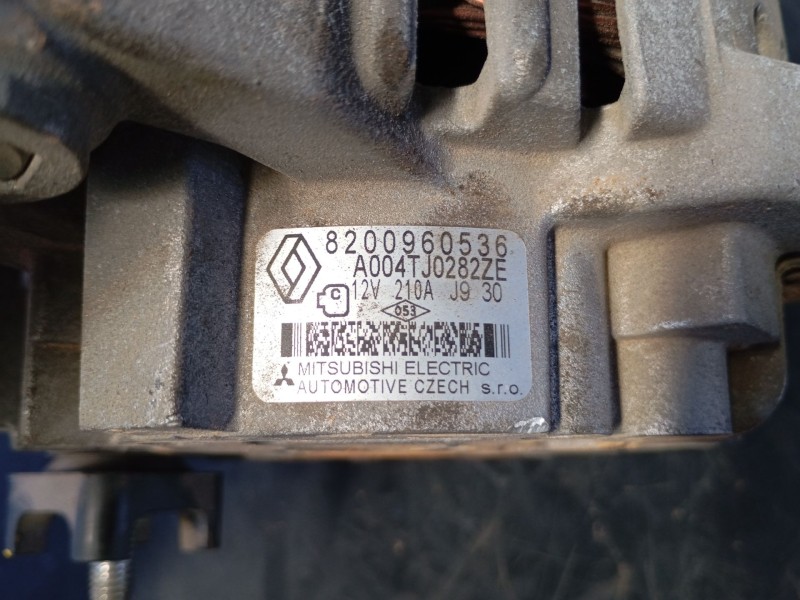 8200960536
A004TJ0282ZE
C 12V 210A J9 30
053
MITSUBISHI ELECTRIC
AUTOMOTIVE CZECH s.r.o.